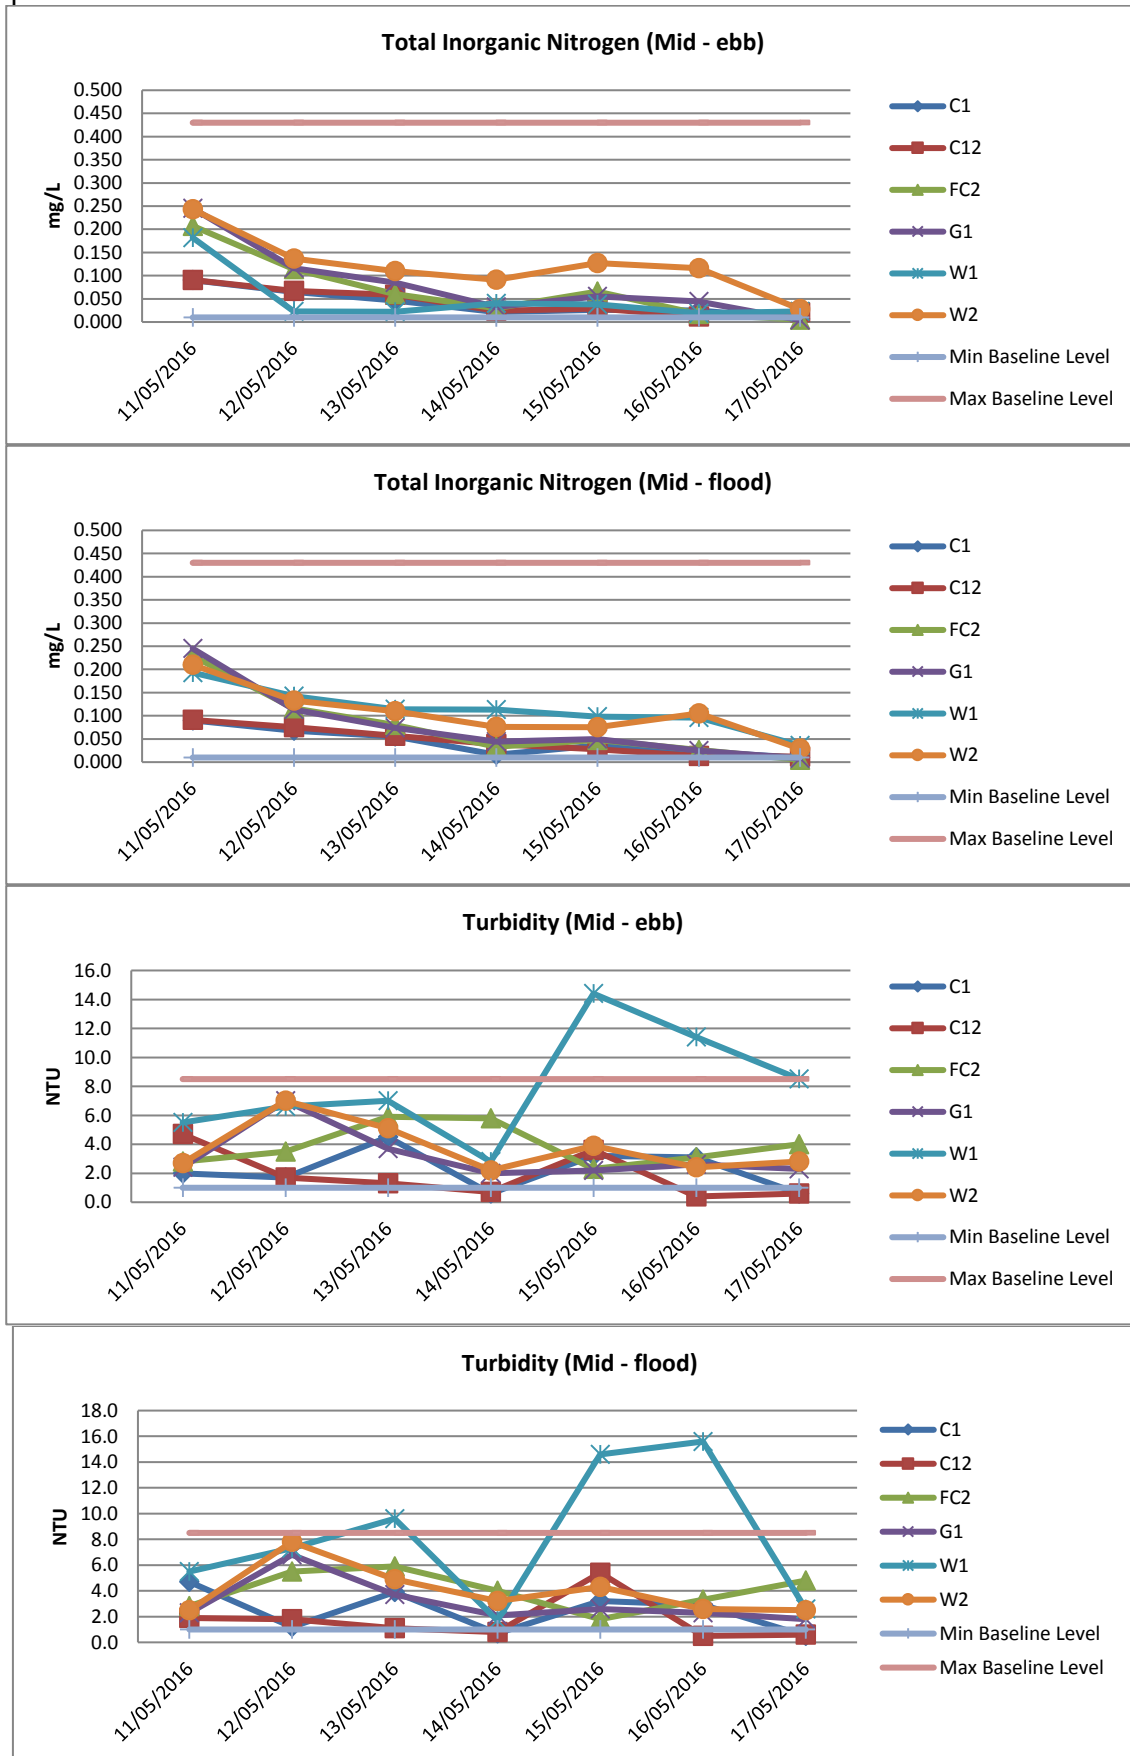 Total Inorganic Nitrogen (Mid - ebb)
mg/L
0.500
0.450
0.400
0.350
0.300
0.250
0.200
0.150
0.100
0.050
0.000
11/05/2016
12/05/2016
13/05/2016
14/05/2016
15/05/2016
16/05/2016
17/05/2016
C1
C12
FC2
G1
W1
W2
Min Baseline Level
Max Baseline Level
Total Inorganic Nitrogen (Mid - flood)
mg/L
0.500
0.450
0.400
0.350
0.300
0.250
0.200
0.150
0.100
0.050
0.000
11/05/2016
12/05/2016
13/05/2016
14/05/2016
15/05/2016
16/05/2016
17/05/2016
C1
C12
FC2
G1
W1
W2
Min Baseline Level
Max Baseline Level
Turbidity (Mid - ebb)
NTU
16.0
14.0
12.0
10.0
8.0
6.0
4.0
2.0
0.0
11/05/2016
12/05/2016
13/05/2016
14/05/2016
15/05/2016
16/05/2016
17/05/2016
C1
C12
FC2
G1
W1
W2
Min Baseline Level
Max Baseline Level
Turbidity (Mid - flood)
NTU
18.0
16.0
14.0
12.0
10.0
8.0
6.0
4.0
2.0
0.0
11/05/2016
12/05/2016
13/05/2016
14/05/2016
15/05/2016
16/05/2016
17/05/2016
C1
C12
FC2
G1
W1
W2
Min Baseline Level
Max Baseline Level